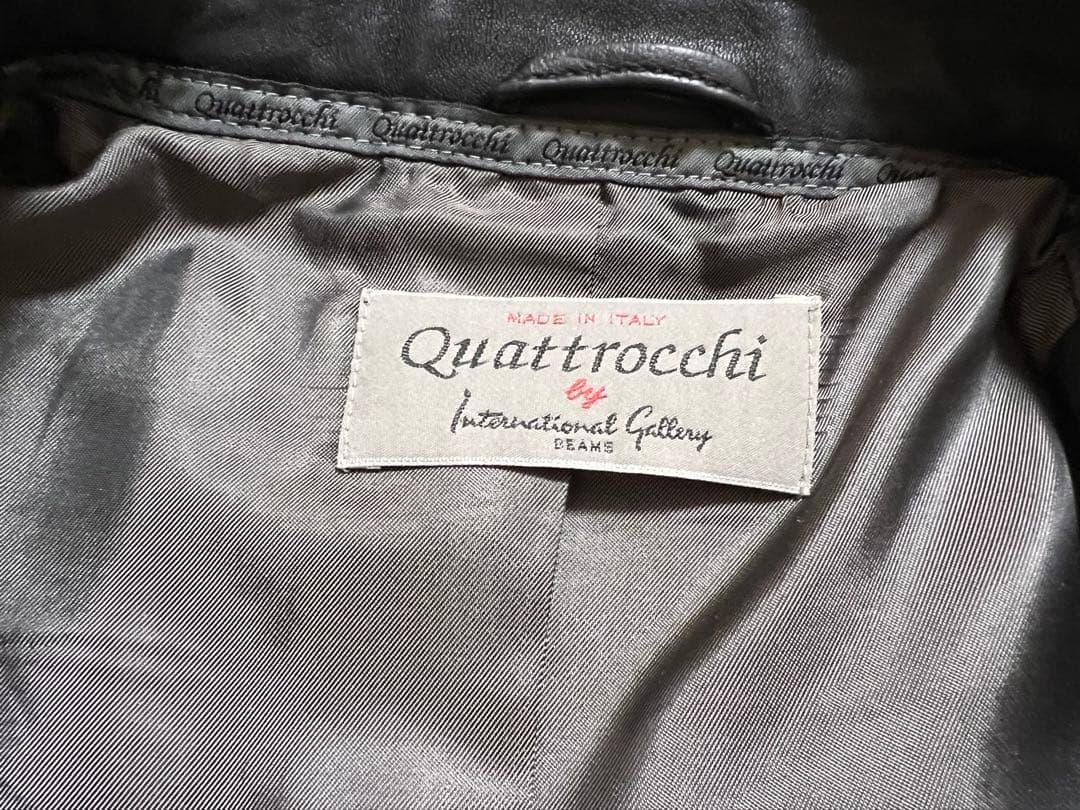 Quattrocchi Quattrocchi Quattrocchi Quattrocchi
MADE IN ITALY
Quattrocchi
by
International Gallery
BEAMS